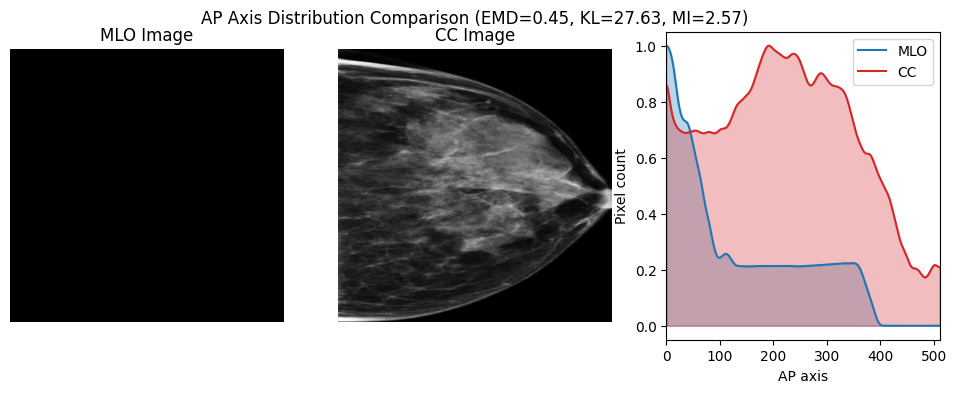 AP Axis Distribution Comparison (EMD=0.45, KL=27.63, MI=2.57)
MLO Image
CC Image
MLO
CC
1.0
0.8
0.6
0.4
0.2
0.0
Pixel count
0 100 200 300 400 500
AP axis